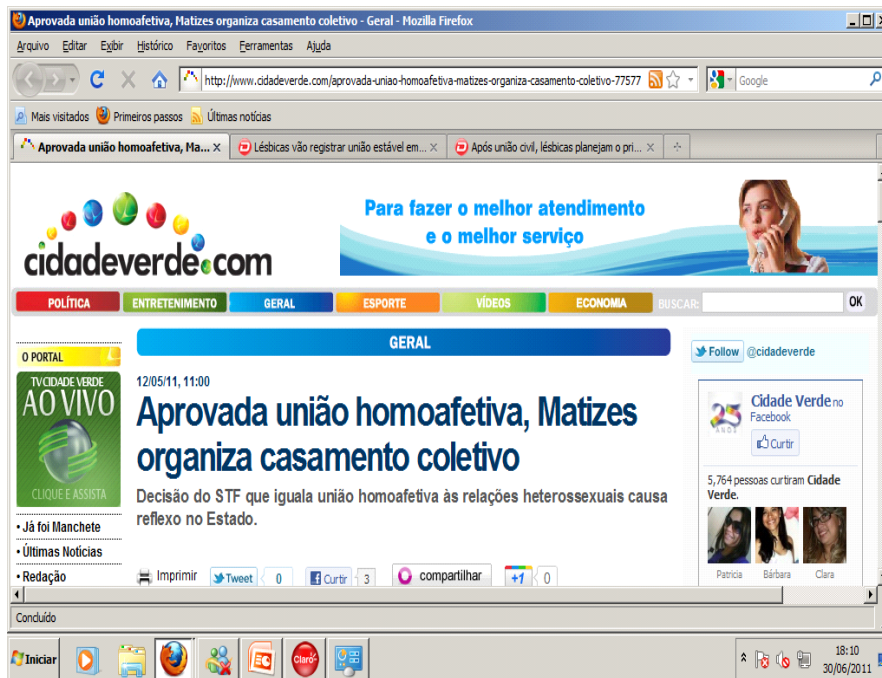 Aprovada união homoafetiva, Matizes organiza casamento coletivo - Geral - Mozilla Firefox
Arquivo Editar Exibir Histórico Favoritos Ferramentas Ajuda
http://www.cidadeverde.com/aprovada-uniao-homoafetiva-matizes-organiza-casamento-coletivo-77577 Google
Mais visitados Primeiros passos Últimas notícias
Aprovada união homoafetiva, Ma... Lésbicas vão registrar união estável em... Após união civil, lésbicas planejam o pri...
cidadeverde.com
Para fazer o melhor atendimento
e o melhor serviço
POLÍTICA ENTRETENIMENTO GERAL ESPORTE VÍDEOS ECONOMIA BUSCAR: OK
O PORTAL
TV CIDADE VERDE
AO VIVO
CLIQUE E ASSISTA
• Já foi Manchete
• Últimas Noticias
• Redação
GERAL
12/05/11, 11:00
Aprovada união homoafetiva, Matizes
organiza casamento coletivo
Decisão do STF que iguala união homoafetiva às relações heterossexuais causa
reflexo no Estado.
Imprimir Tweet 0 Curtir 3 compartilhar +1 0
Follow @cidadeverde
25 ANOS
Cidade Verde no
Facebook
Curtir
5,764 pessoas curtiram Cidade
Verde.
Patricia Bárbara Clara
Concluído
Iniciar Claro 18:10
30/06/2011